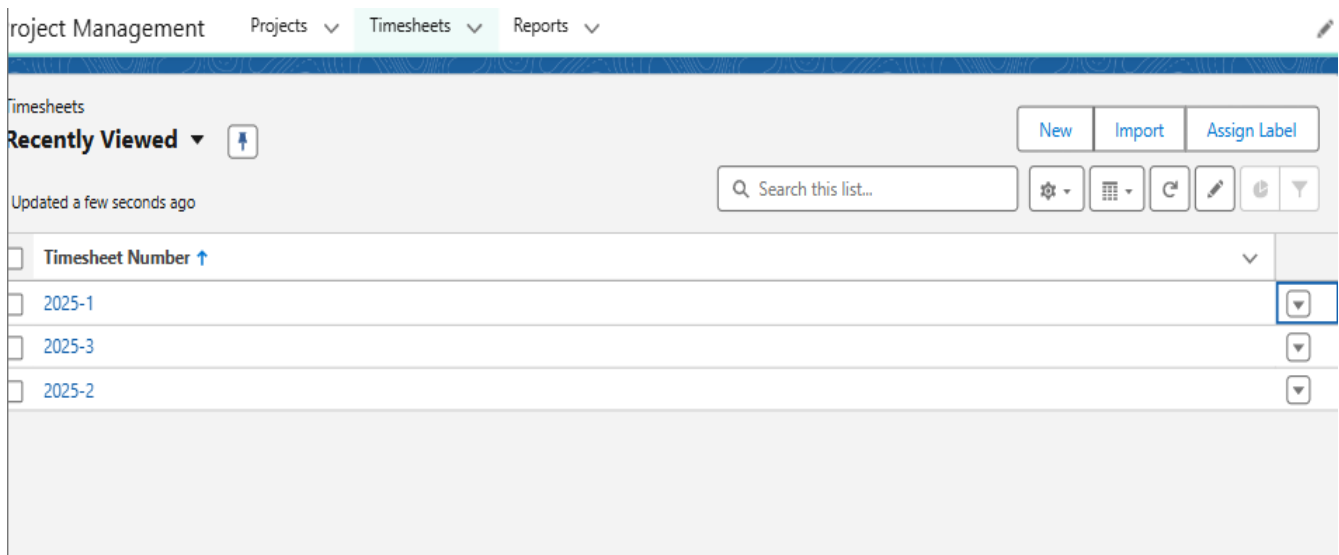 roject Management Projects Timesheets Reports
Timesheets
Recently Viewed
New Import Assign Label
Search this list...
Updated a few seconds ago
Timesheet Number
2025-1
2025-3
2025-2